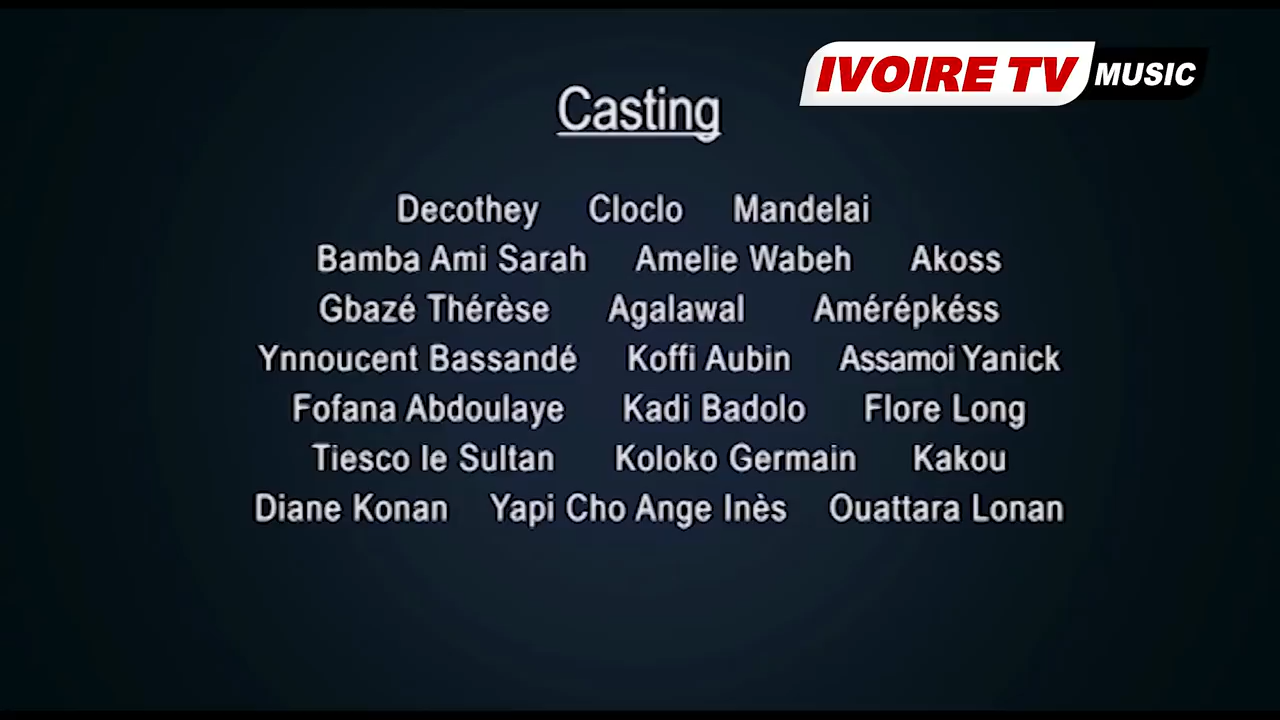 IVOIRE TV MUSIC
Casting
Decothey Cloclo Mandelai
Bamba Ami Sarah Amelie Wabeh Akoss
Gbazé Thérèse Agalawal Amérépkéss
Ynnoucent Bassandé Koffi Aubin Assamoi Yanick
Fofana Abdoulaye Kadi Badolo Flore Long
Tiesco le Sultan Koloko Germain Kakou
Diane Konan Yapi Cho Ange Inès Ouattara Lonan